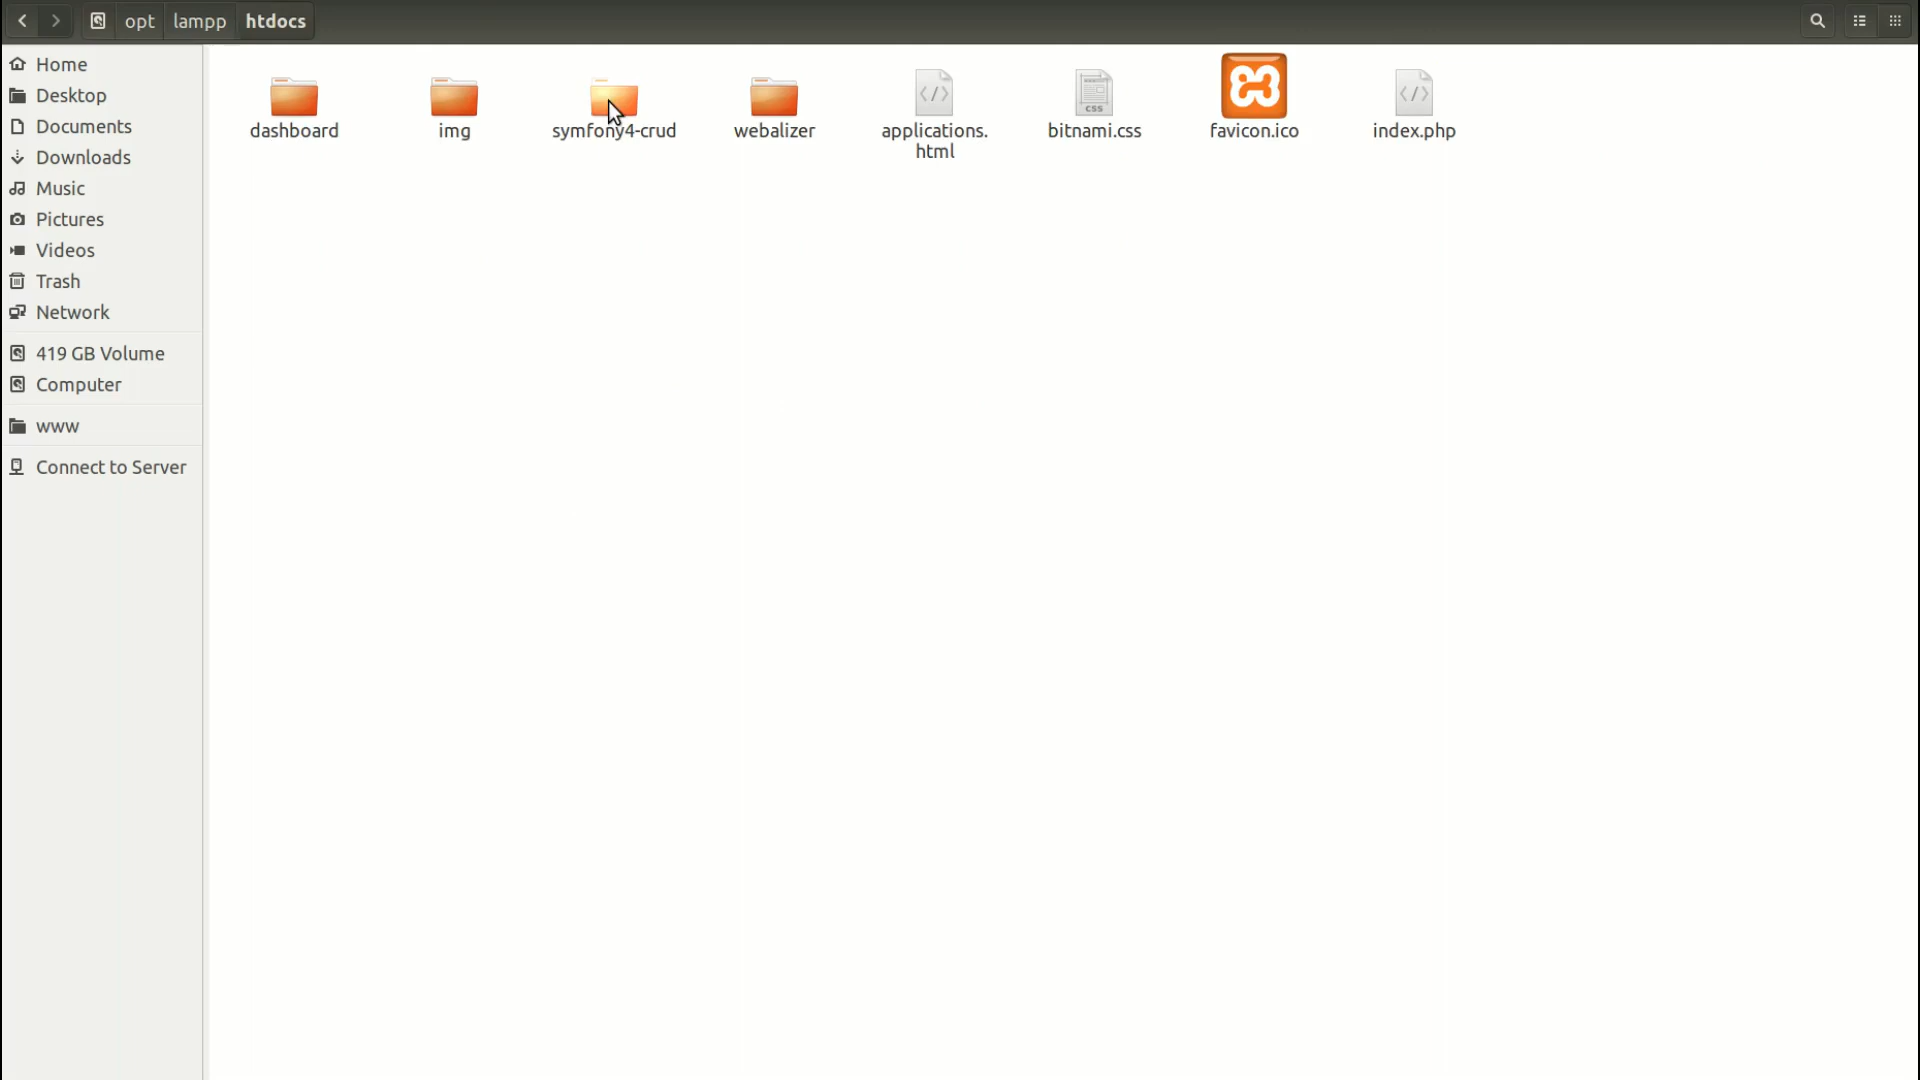 opt lampp htdocs
Home
Desktop
Documents
Downloads
Music
Pictures
Videos
Trash
Network
419 GB Volume
Computer
www
Connect to Server
dashboard
img
symfony4-crud
webalizer
applications.
html
bitnami.css
favicon.ico
index.php